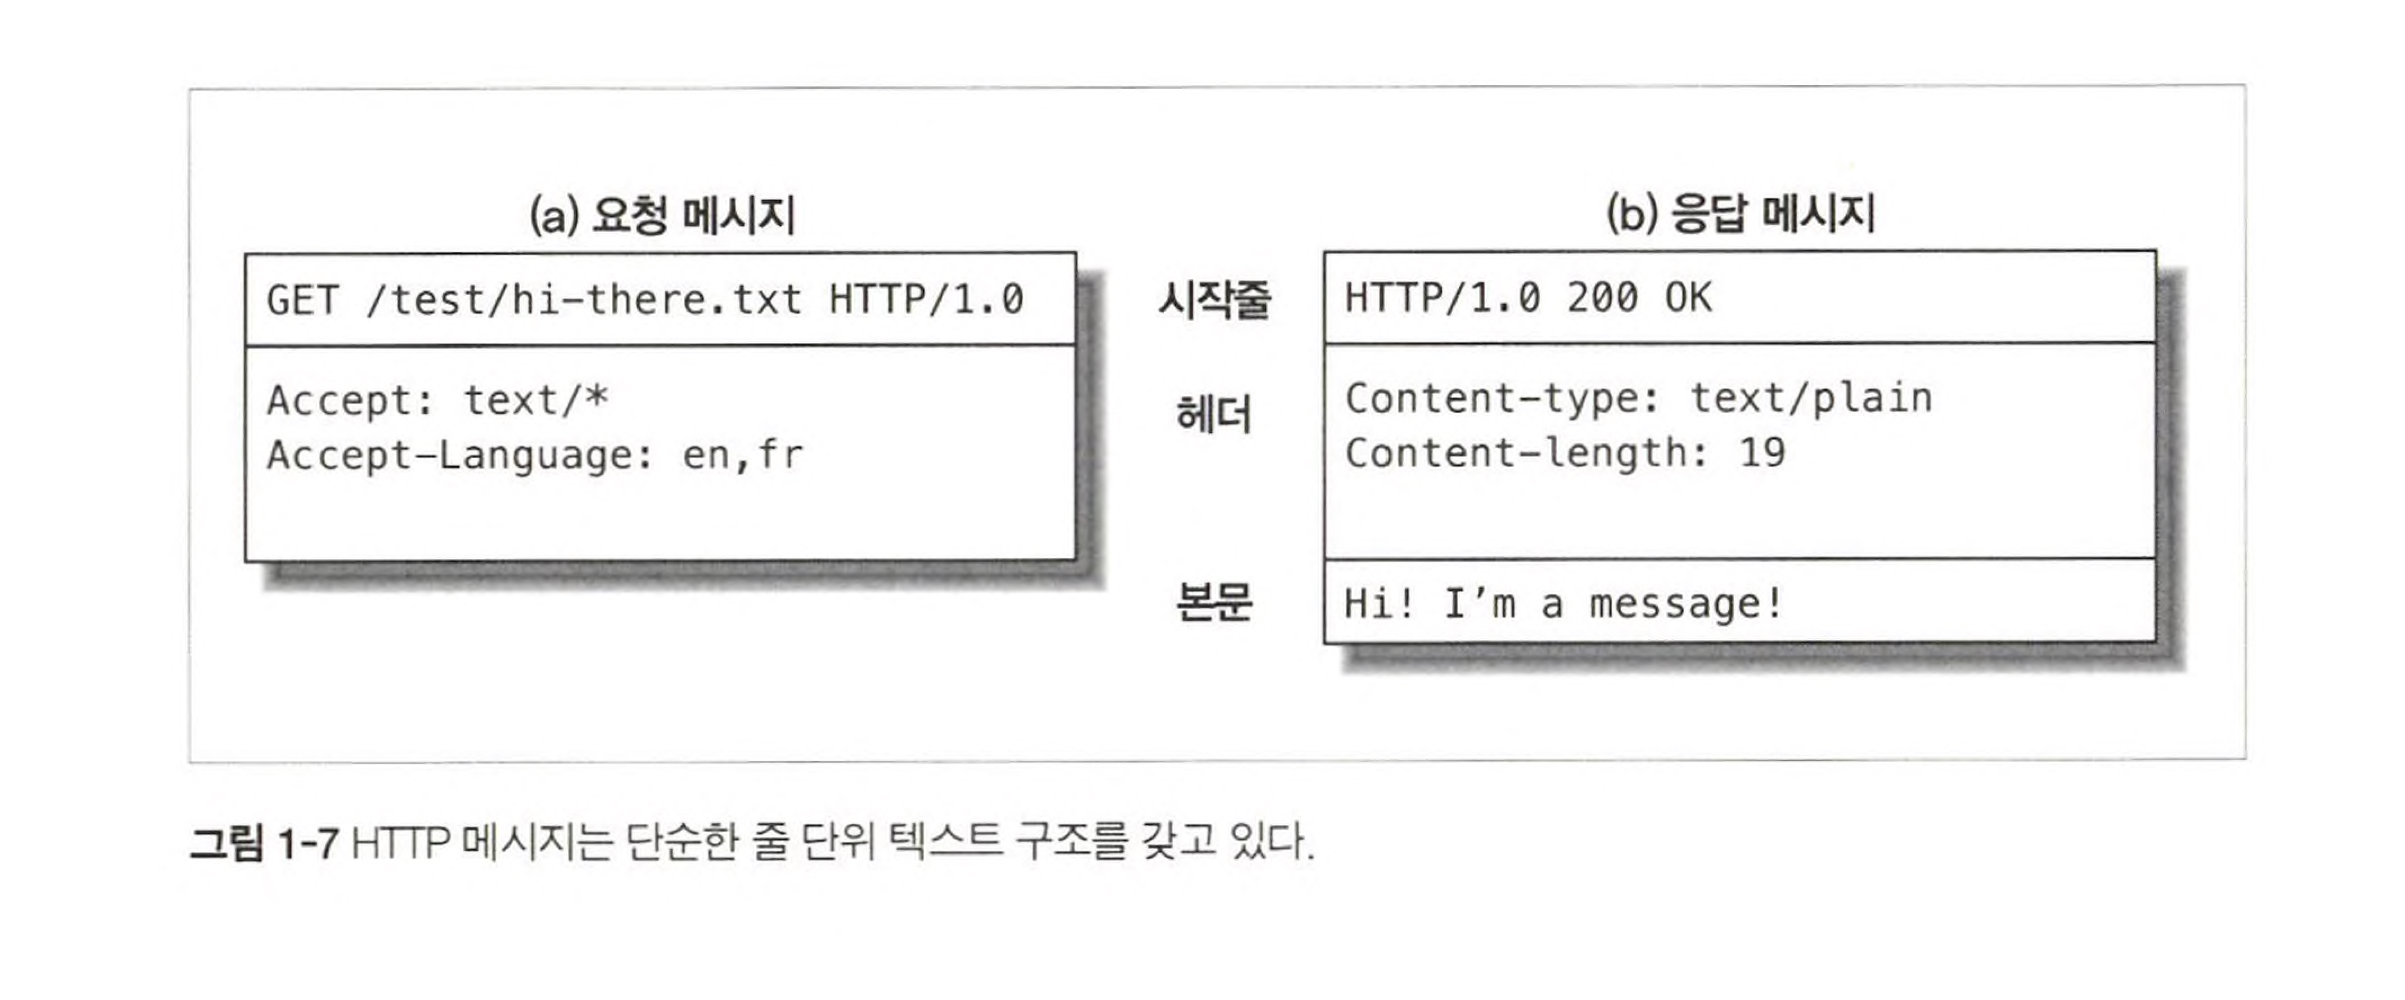 (a) 요청 메시지
GET /test/hi-there.txt HTTP/1.0
Accept: text/*
Accept-Language: en,fr
시작줄
헤더
본문
(b) 응답 메시지
HTTP/1.0 200 OK
Content-type: text/plain
Content-length: 19
Hi! I’m a message!
그림 1-7 HTTP 메시지는 단순한 줄 단위 텍스트 구조를 갖고 있다.